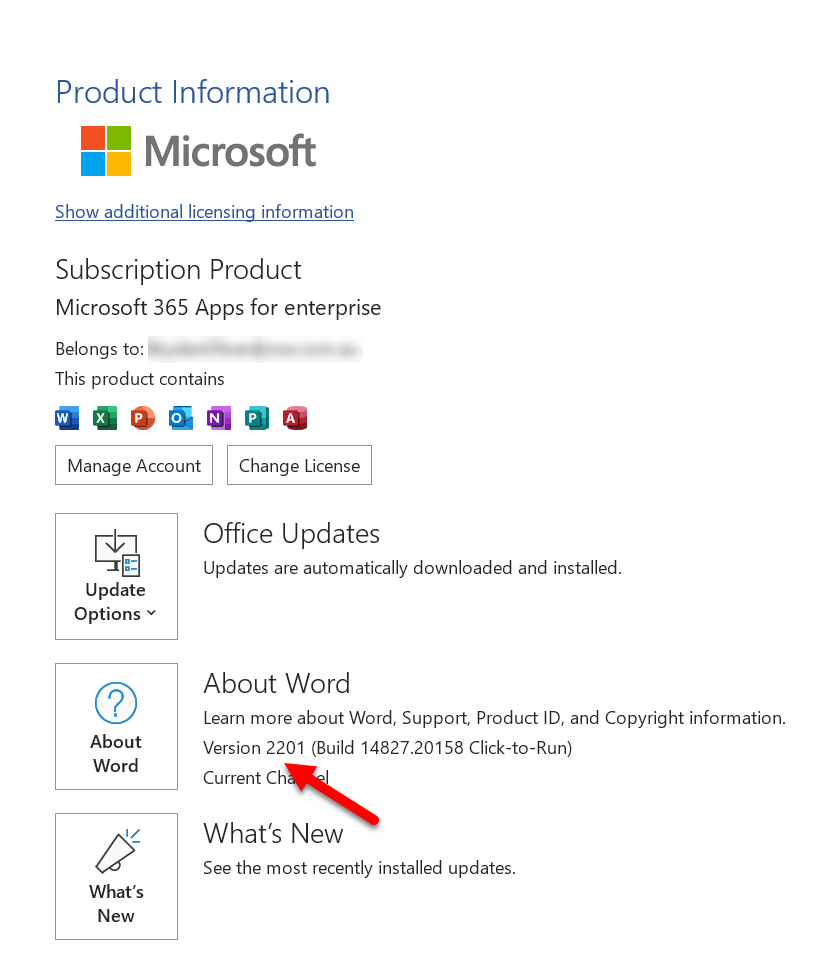 Product Information
Microsoft
Show additional licensing information
Subscription Product
Microsoft 365 Apps for enterprise
Belongs to:
This product contains
W X P O N P A
Manage Account Change License
Update Options
Office Updates
Updates are automatically downloaded and installed.
About Word
About Word
Learn more about Word, Support, Product ID, and Copyright information.
Version 2201 (Build 14827.20158 Click-to-Run)
Current Channel
What's New
What's New
See the most recently installed updates.